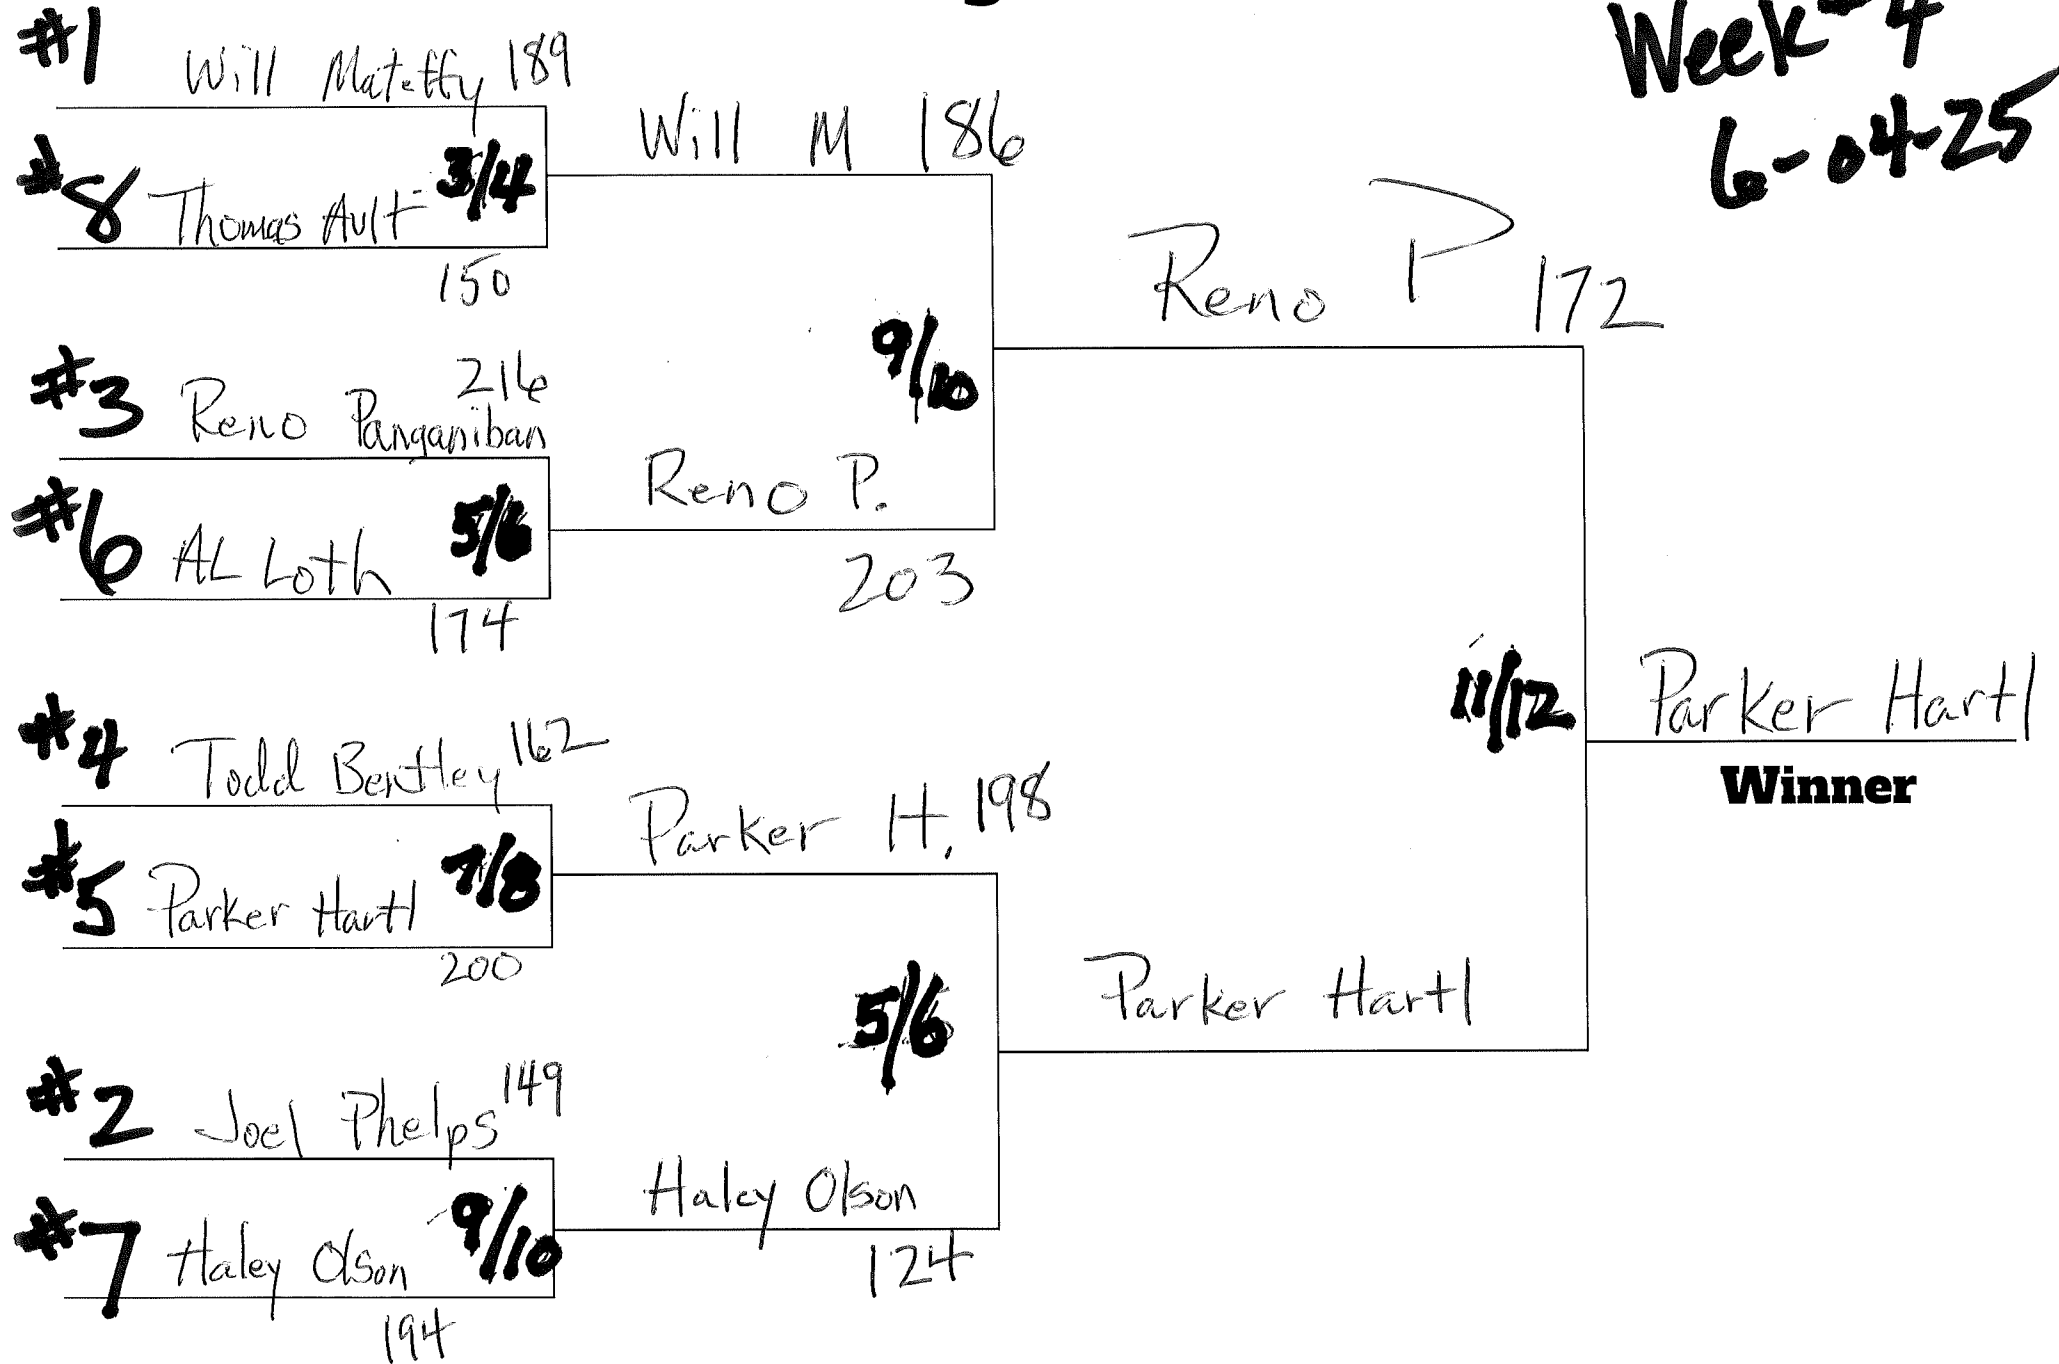 Week #4
6-04-25
#1 Will Mateffy 189
#8 Thomas Ault 3/4
150
#3 Reno Panganiban 216
#6 AL Loth 5/6
174
#4 Todd Bentley 162
#5 Parker Hartl 7/8
200
#2 Joel Phelps 149
#7 Haley Olson 9/10
194
Will M 186
9/10
Reno P.
203
Parker H. 198
5/6
Haley Olson
124
Reno P 172
11/12
Parker Hartl
Parker Hartl
Winner